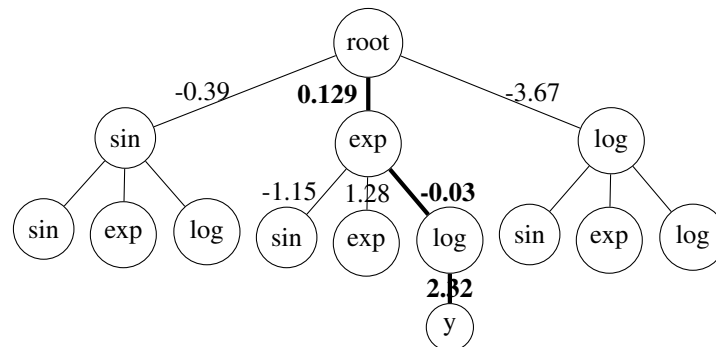 root
-0.39 0.129 -3.67
sin exp log
-1.15 1.28 -0.03
sin exp log sin exp log sin exp log
2.32
y